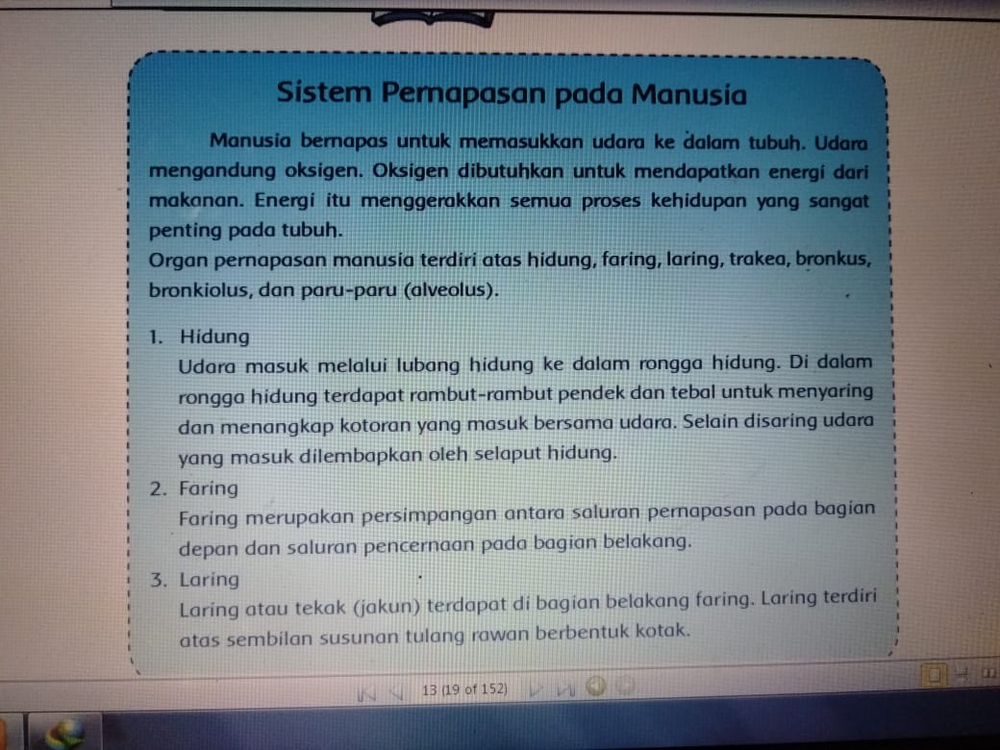 Sistem Pernapasan pada Manusia
Manusia bernapas untuk memasukkan udara ke dalam tubuh. Udara
mengandung oksigen. Oksigen dibutuhkan untuk mendapatkan energi dari
makanan. Energi itu menggerakkan semua proses kehidupan yang sangat
penting pada tubuh.
Organ pernapasan manusia terdiri atas hidung, faring, laring, trakea, bronkus,
bronkiolus, dan paru-paru (alveolus).
1. Hidung
Udara masuk melalui lubang hidung ke dalam rongga hidung. Di dalam
rongga hidung terdapat rambut-rambut pendek dan tebal untuk menyaring
dan menangkap kotoran yang masuk bersama udara. Selain disaring udara
yang masuk dilembapkan oleh selaput hidung.
2. Faring
Faring merupakan persimpangan antara saluran pernapasan pada bagian
depan dan saluran pencernaan pada bagian belakang.
3. Laring
Laring atau tekak (jakun) terdapat di bagian belakang faring. Laring terdiri
atas sembilan susunan tulang rawan berbentuk kotak.
13 (19 of 152)